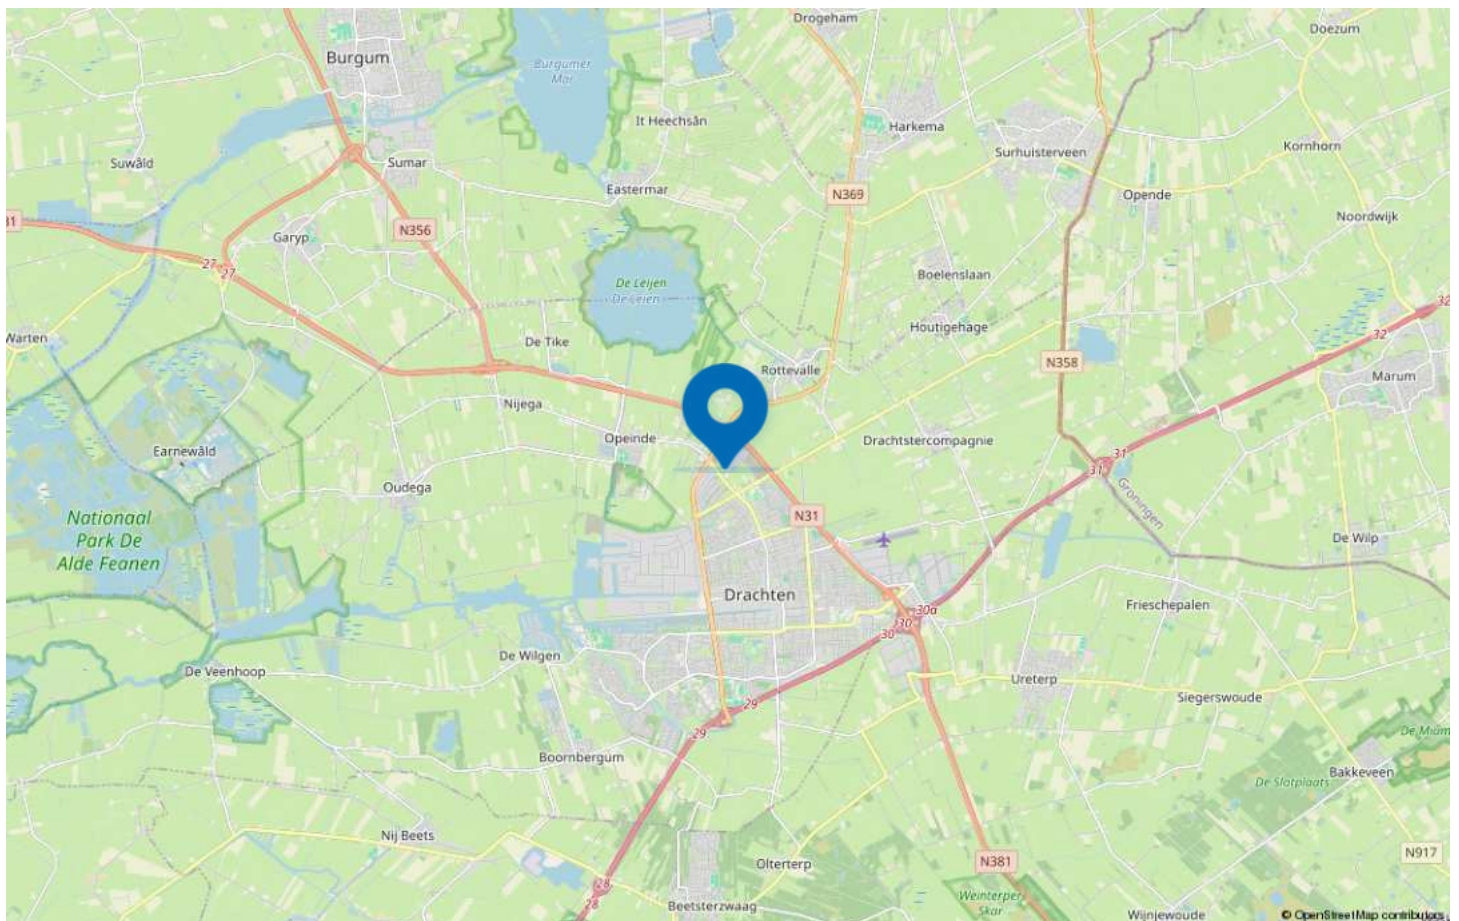 Drogeham
Doezum
Burgum
Burgumer
Mar
It Heechsân
Harkema
Kornhorn
Surhuisterveen
Suwâld
Sumar
Eastermar
N369
Opende
Noordwijk
31
N356
Garyp
27
27
Boelenslaan
De Leijen
De Leien
32
Houtigehage
32
Warten
De Tike
N358
Rottevalle
Marum
Nijega
Opeinde
Drachtstercompagnie
Earnewâld
31
31
Oudega
Groningen
Nationaal
Park De
Alde Feanen
N31
De Wilp
Drachten
30a
Frieschepalen
30
30
De Wilgen
De Veenhoop
Ureterp
Siegerswoude
29
29
Boornbergum
Bakkeveen
De Slotplaats
Nij Beets
N917
Olterterp
N381
28
28
Beetsterzwaag
Weinterper
Skar
Wijnjewoude
© OpenStreetMap contributors